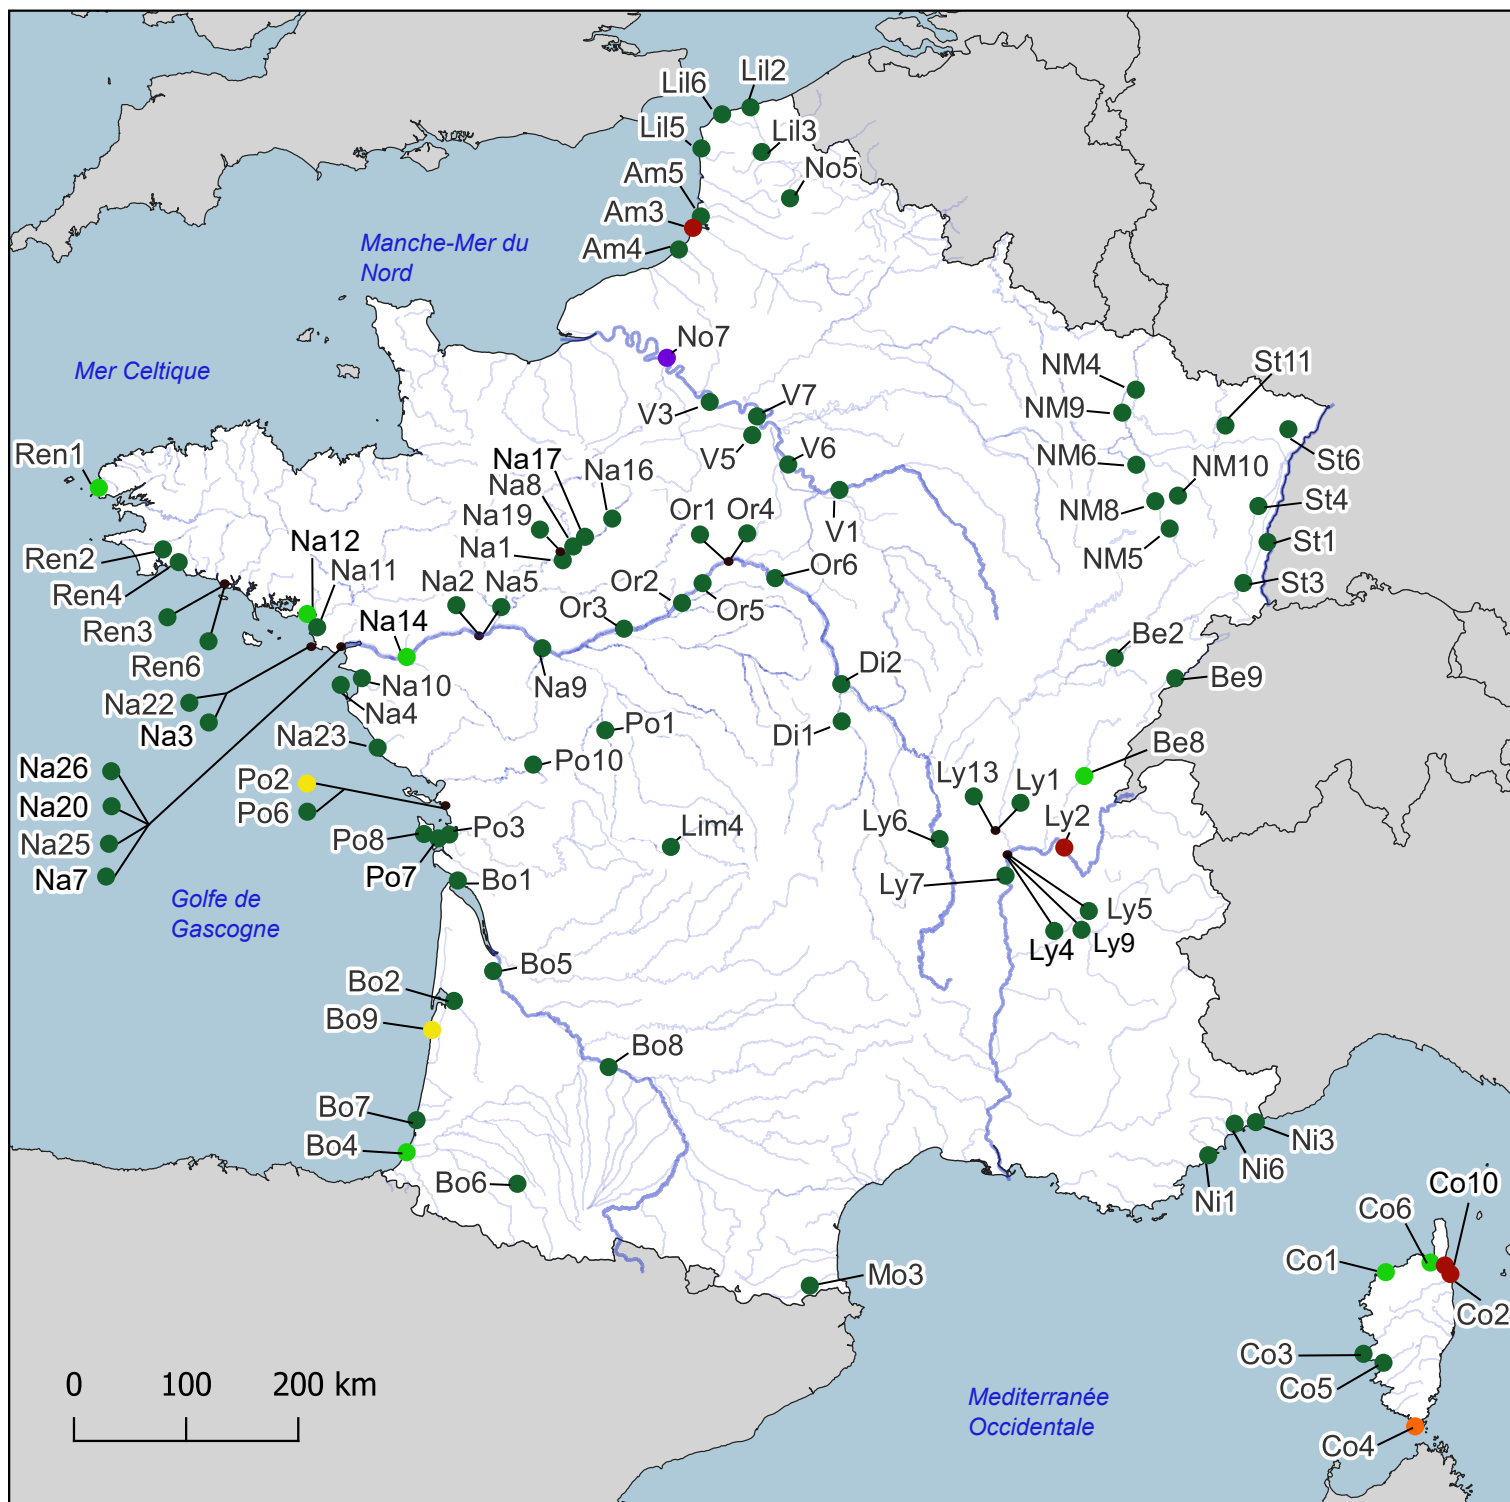 Lil6
Lil2
Lil5
Lil3
Am5
No5
Am3
Am4
Manche-Mer du
Nord
No7
Mer Celtique
NM4
St11
V7
NM9
V3
Ren1
Na17
Na16
V5
V6
NM6
NM10
St6
Na8
Na19
Or1
Or4
NM8
St4
V1
Na12
Na1
NM5
St1
Ren2
Na11
Na2
Na5
Or6
Ren4
Or2
Or5
St3
Ren3
Na14
Or3
Be2
Ren6
Di2
Na9
Be9
Na10
Na22
Na4
Na3
Na23
Po1
Di1
Be8
Na26
Po2
Po10
Ly13
Ly1
Na20
Po6
Ly2
Na25
Po8
Po3
Lim4
Ly6
Na7
Po7
Bo1
Ly7
Golfe de
Gascogne
Ly5
Ly4
Ly9
Bo5
Bo2
Bo9
Bo8
Bo7
Ni3
Bo4
Ni6
Bo6
Ni1
Co10
Co6
Co1
Mo3
Co2
Co3
Co5
0 100 200 km
Mediterranée
Occidentale
Co4